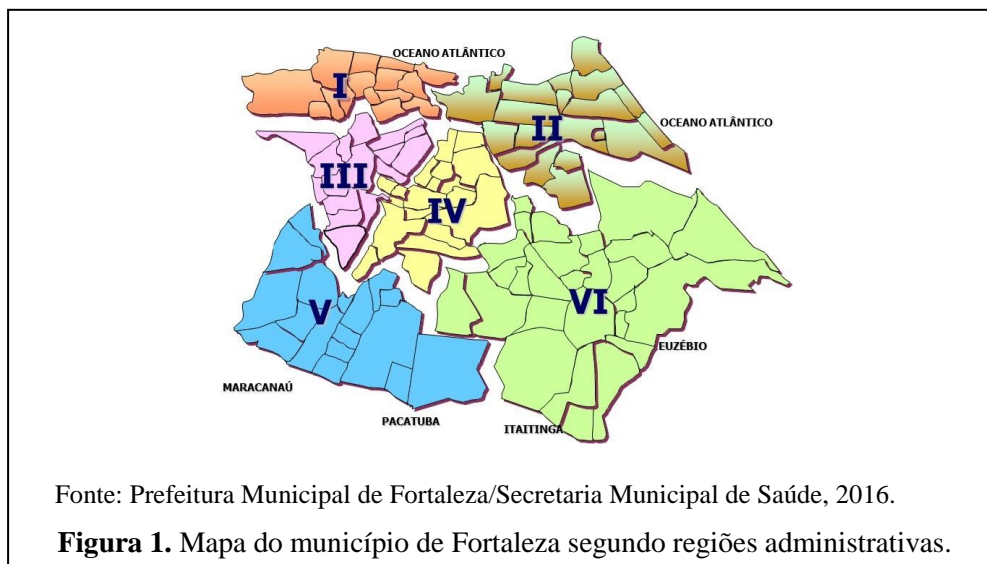 OCEANO ATLÂNTICO
I
OCEANO ATLÂNTICO
II
III
IV
V
VI
EUZÉBIO
MARACANAÚ
PACATUBA
ITAITINGA
Fonte: Prefeitura Municipal de Fortaleza/Secretaria Municipal de Saúde, 2016.
Figura 1. Mapa do município de Fortaleza segundo regiões administrativas.